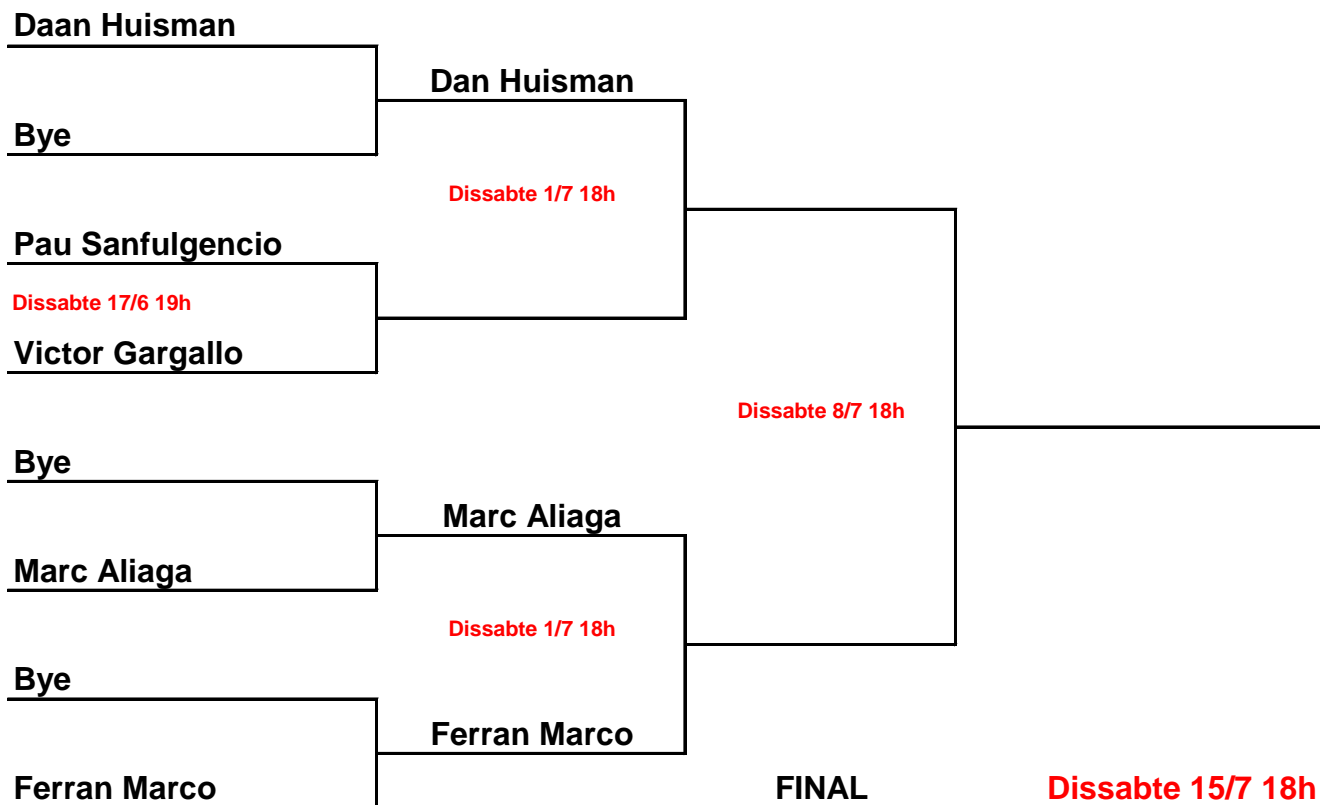 Daan Huisman
Dan Huisman
Bye
Dissabte 1/7 18h
Pau Sanfulgencio
Dissabte 17/6 19h
Victor Gargallo
Dissabte 8/7 18h
Bye
Marc Aliaga
Marc Aliaga
Dissabte 1/7 18h
Bye
Ferran Marco
Ferran Marco
FINAL
Dissabte 15/7 18h